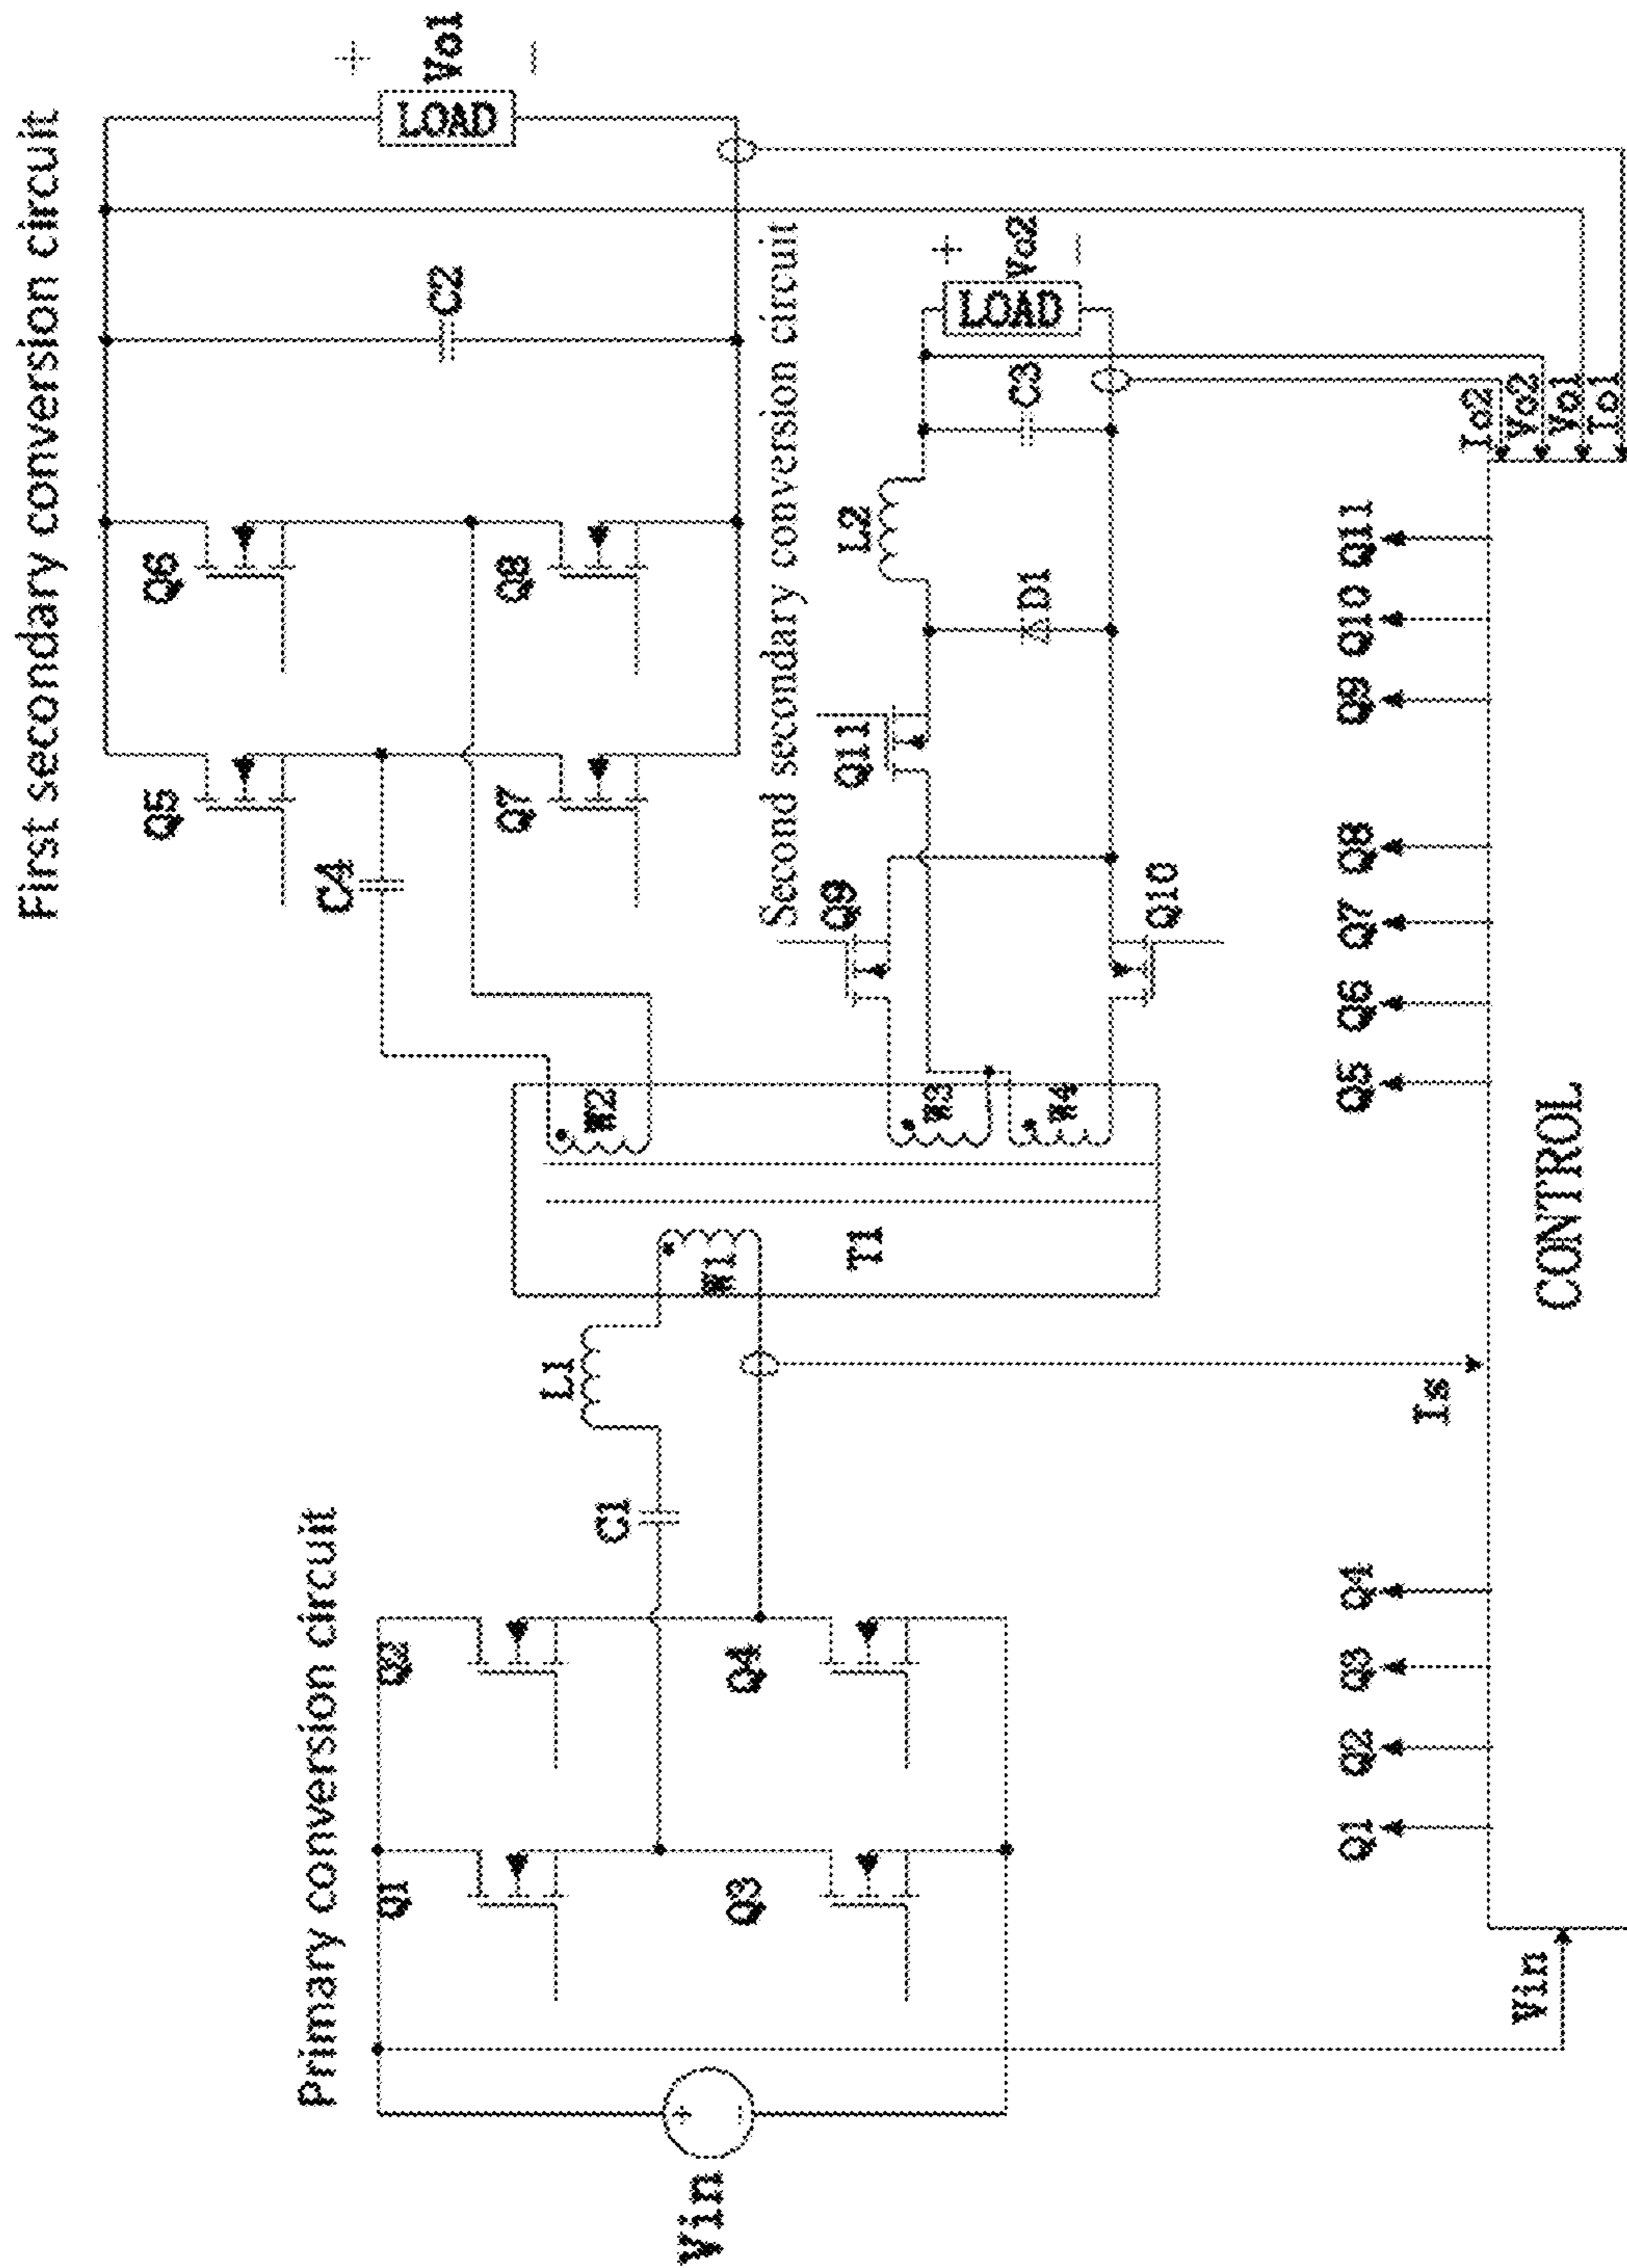 First secondary conversion circuit
Primary conversion circuit
Second secondary conversion circuit
Vin
Q1
Q2
Q3
Q4
C1
L1
W1
T1
W2
W3
W4
C4
Q5
Q6
Q7
Q8
C2
LOAD
Vo1
+
−
Q9
Q10
Q11
D1
L2
C3
LOAD
Vo2
+
−
Vin
Q1
Q2
Q3
Q4
Is
Q5
Q6
Q7
Q8
Q9
Q10
Q11
Io2
Vo2
Vo1
Io1
CONTROL